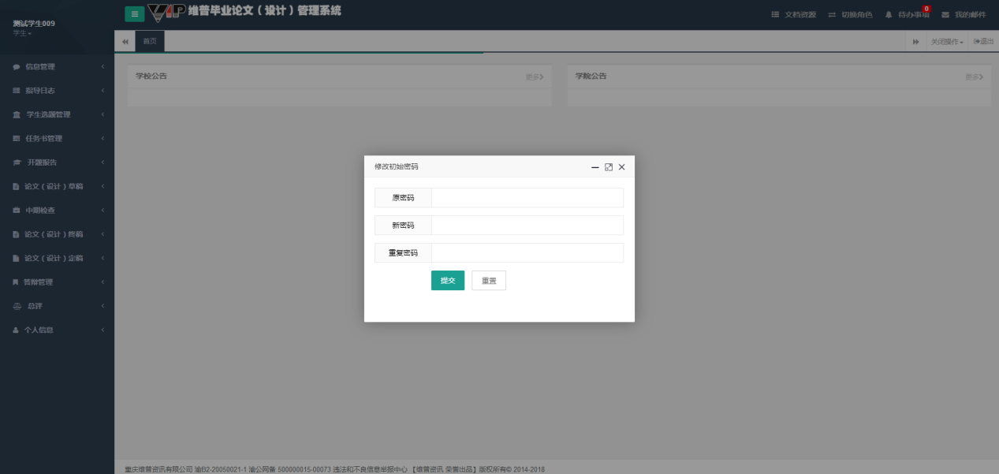 测试学生009
学生
VIP 维普毕业论文（设计）管理系统
文档资源 切换角色 待办事项 0 我的邮件
首页 关闭操作 退出
信息管理
指导日志
学生选题管理
任务书管理
开题报告
论文（设计）草稿
中期检查
论文（设计）终稿
论文（设计）定稿
答辩管理
总评
个人信息
学校公告 更多
学院公告 更多
修改初始密码
原密码
新密码
重复密码
提交 重置
重庆维普资讯有限公司 渝B2-20050021-1 渝公网备 500000015-00073 违法和不良信息举报中心 【维普资讯 荣誉出品】版权所有© 2014-2018